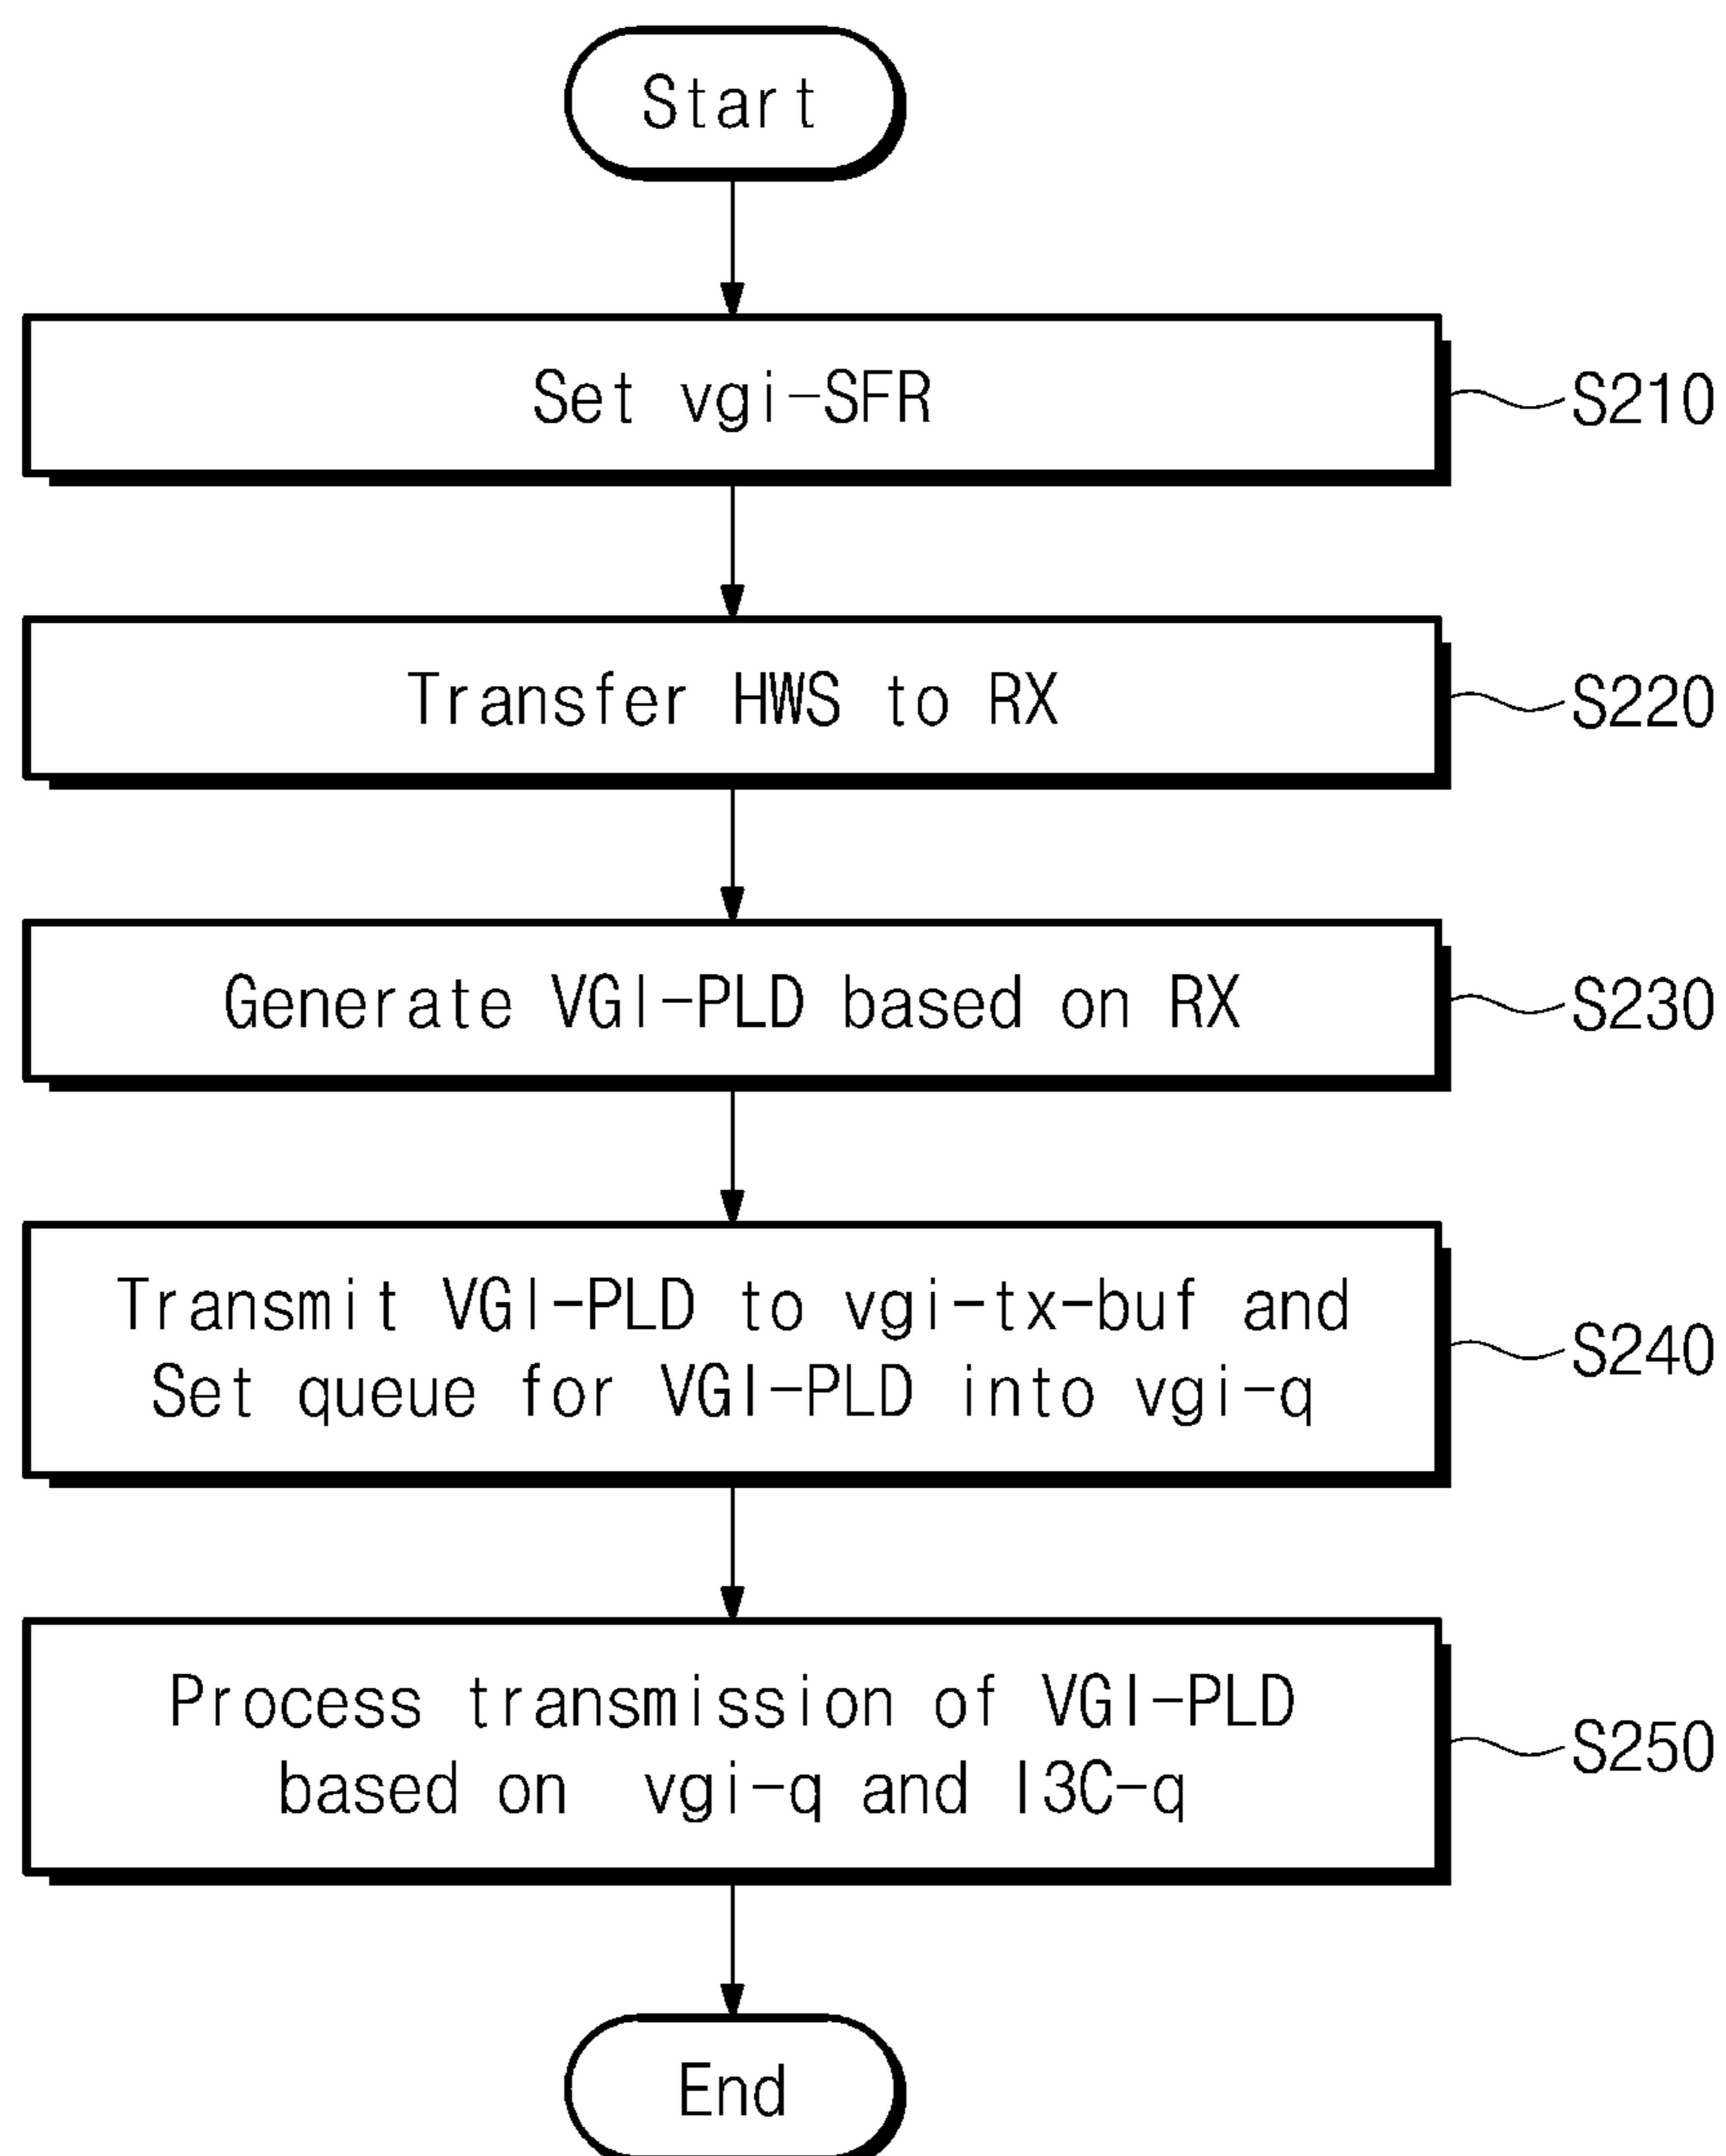 Start
Set vgi-SFR
S210
Transfer HWS to RX
S220
Generate VGI-PLD based on RX
S230
Transmit VGI-PLD to vgi-tx-buf and
Set queue for VGI-PLD into vgi-q
S240
Process transmission of VGI-PLD
based on vgi-q and I3C-q
S250
End